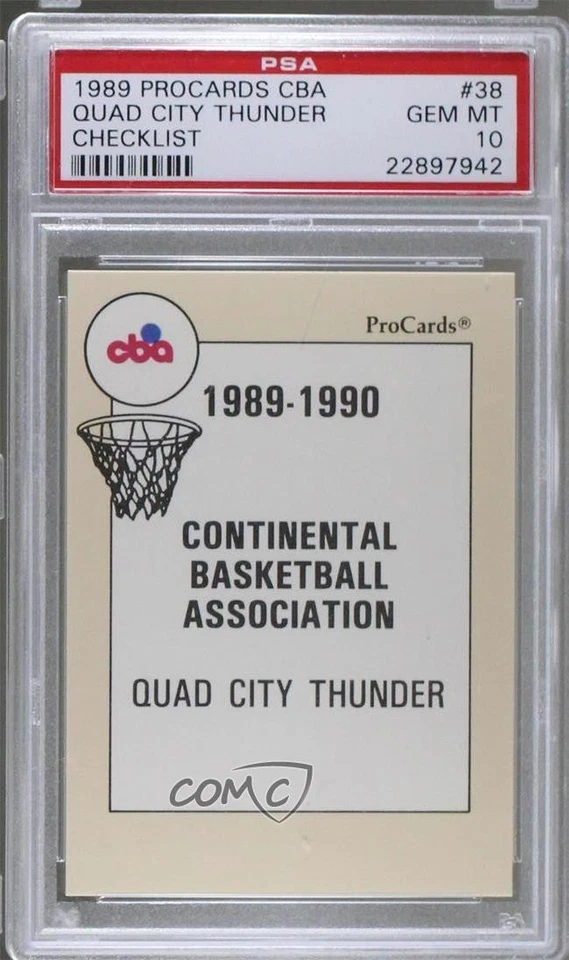 PSA
1989 PROCARDS CBA #38
QUAD CITY THUNDER GEM MT
CHECKLIST 10
22897942
ProCards®
cba
1989-1990
CONTINENTAL
BASKETBALL
ASSOCIATION
QUAD CITY THUNDER
COMC